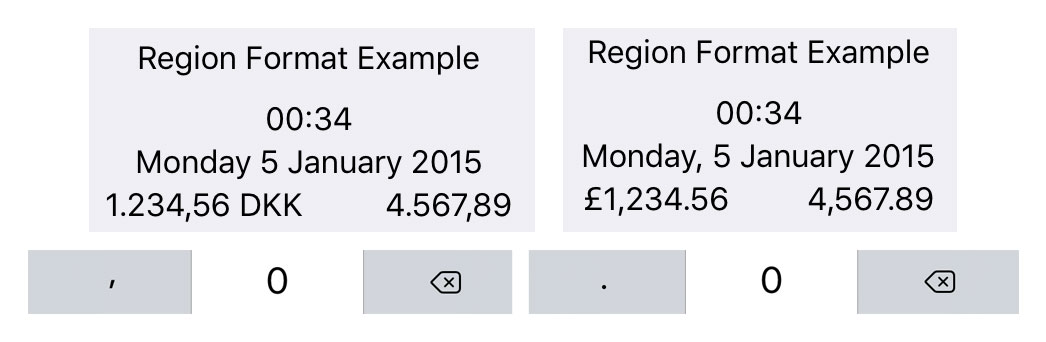 Region Format Example
00:34
Monday 5 January 2015
1.234,56 DKK 4.567,89
, 0
Region Format Example
00:34
Monday, 5 January 2015
£1,234.56 4,567.89
. 0